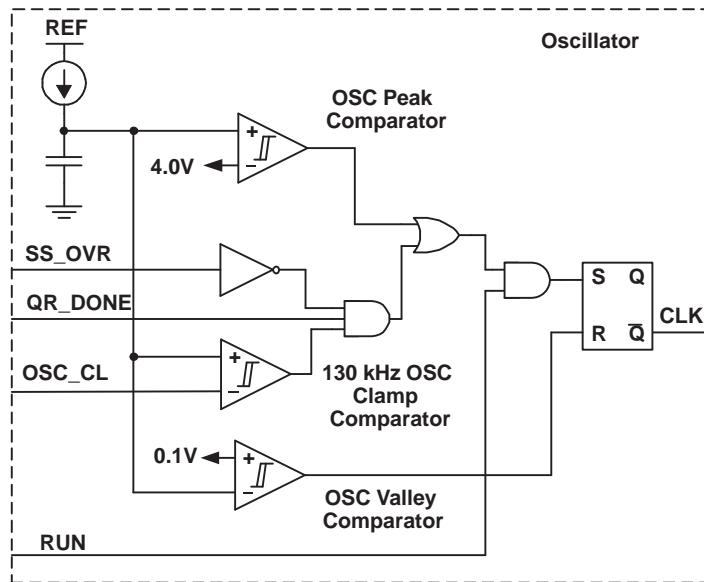 REF
Oscillator
OSC Peak
Comparator
+
−
4.0V
SS_OVR
QR_DONE
S Q
CLK
R Q̅
+
−
OSC_CL
130 kHz OSC
Clamp
Comparator
0.1V
+
−
OSC Valley
Comparator
RUN